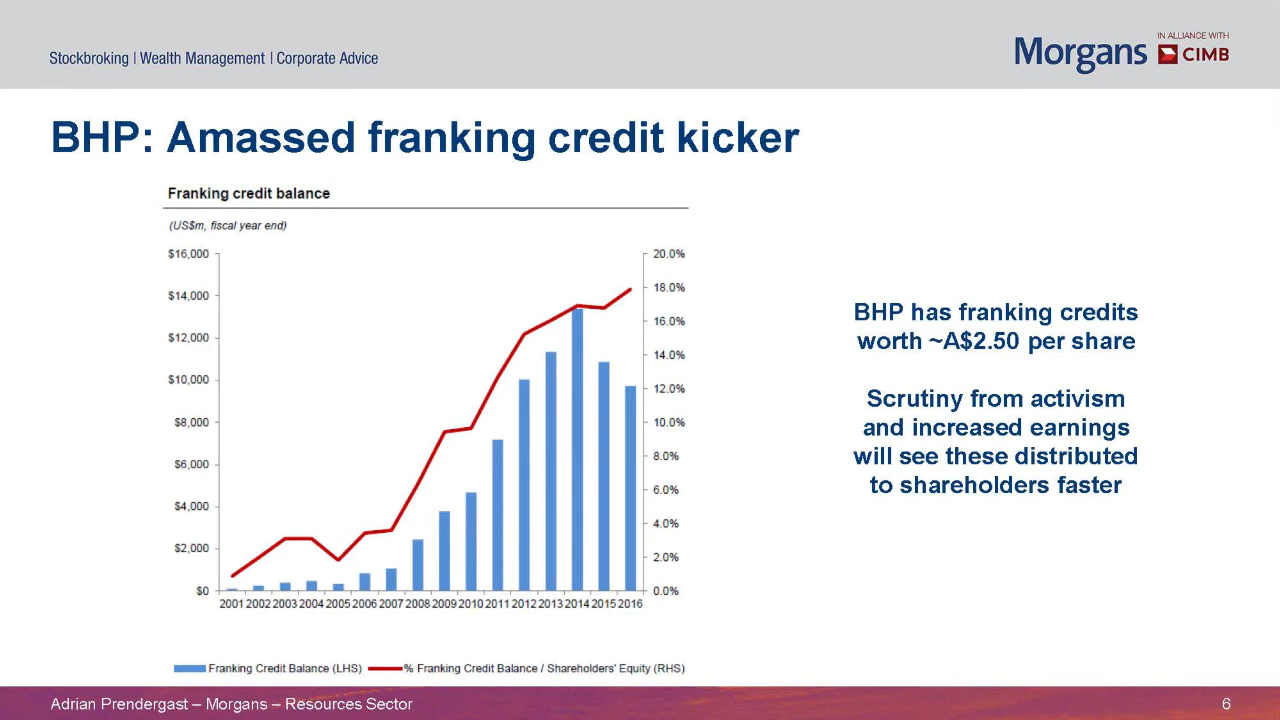 Stockbroking | Wealth Management | Corporate Advice
Morgans
IN ALLIANCE WITH
CIMB
BHP: Amassed franking credit kicker
Franking credit balance
(US$m, fiscal year end)
$16,000
$14,000
$12,000
$10,000
$8,000
$6,000
$4,000
$2,000
$0
20.0%
18.0%
16.0%
14.0%
12.0%
10.0%
8.0%
6.0%
4.0%
2.0%
0.0%
2001 2002 2003 2004 2005 2006 2007 2008 2009 2010 2011 2012 2013 2014 2015 2016
Franking Credit Balance (LHS)
% Franking Credit Balance / Shareholders' Equity (RHS)
BHP has franking credits
worth ~A$2.50 per share
Scrutiny from activism
and increased earnings
will see these distributed
to shareholders faster
Adrian Prendergast – Morgans – Resources Sector
6